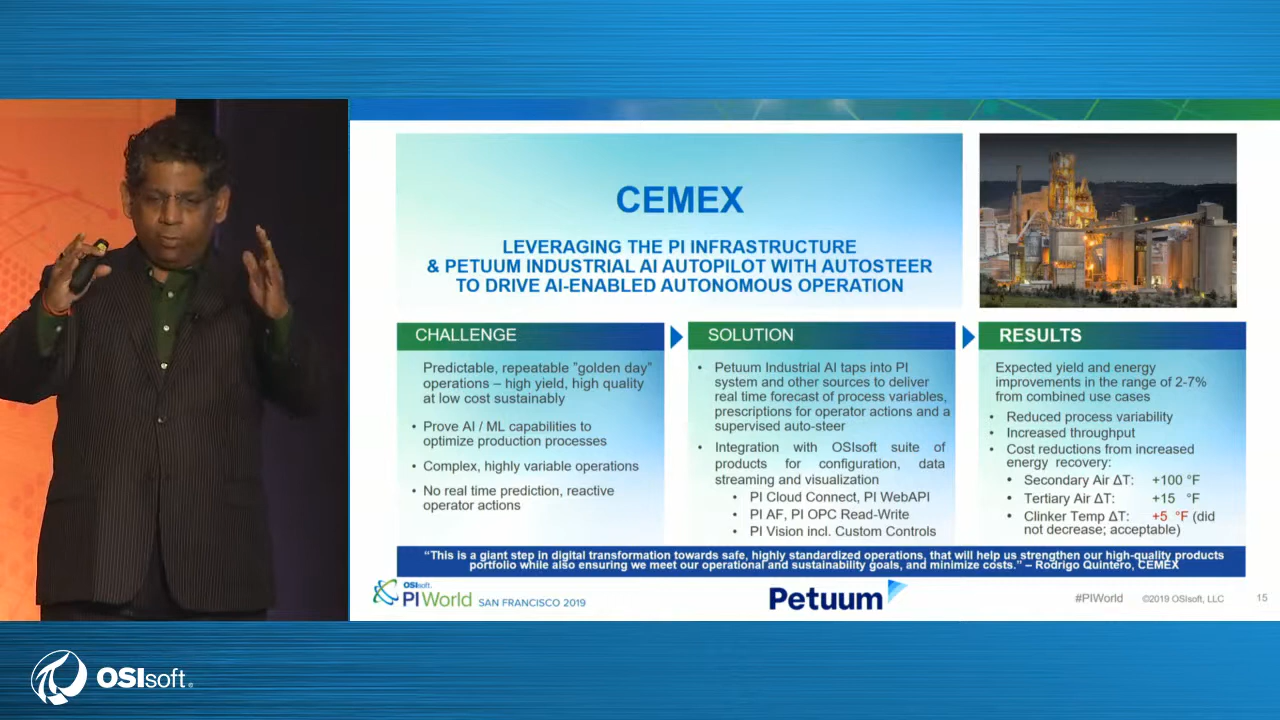 CEMEX
LEVERAGING THE PI INFRASTRUCTURE
& PETUUM INDUSTRIAL AI AUTOPILOT WITH AUTOSTEER
TO DRIVE AI-ENABLED AUTONOMOUS OPERATION
CHALLENGE
Predictable, repeatable "golden day"
operations – high yield, high quality
at low cost sustainably
• Prove AI / ML capabilities to
optimize production processes
• Complex, highly variable operations
• No real time prediction, reactive
operator actions
SOLUTION
• Petuum Industrial AI taps into PI
system and other sources to deliver
real time forecast of process variables,
prescriptions for operator actions and a
supervised auto-steer
• Integration with OSIsoft suite of
products for configuration, data
streaming and visualization
• PI Cloud Connect, PI WebAPI
• PI AF, PI OPC Read-Write
• PI Vision incl. Custom Controls
RESULTS
Expected yield and energy
improvements in the range of 2-7%
from combined use cases
• Reduced process variability
• Increased throughput
• Cost reductions from increased
energy recovery:
• Secondary Air ΔT: +100 °F
• Tertiary Air ΔT: +15 °F
• Clinker Temp ΔT: +5 °F (did
not decrease; acceptable)
"This is a giant step in digital transformation towards safe, highly standardized operations, that will help us strengthen our high-quality products
portfolio while also ensuring we meet our operational and sustainability goals, and minimize costs." – Rodrigo Quintero, CEMEX
OSIsoft.
PI World SAN FRANCISCO 2019
Petuum
#PIWorld ©2019 OSIsoft, LLC 15
OSIsoft.